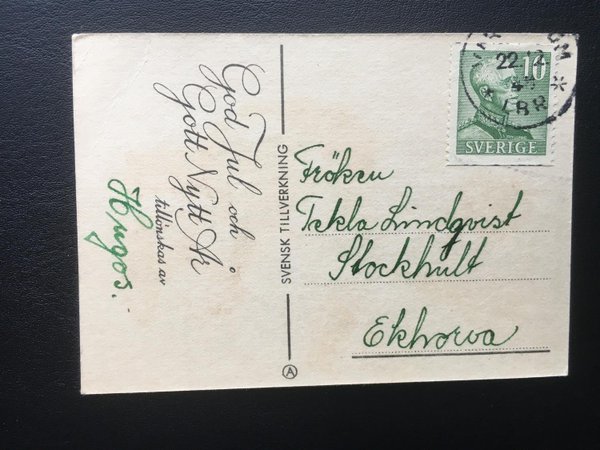 God Jul och
Gott Nytt År
tillönskas av
Hugos.
SVENSK TILLVERKNING
A
Fröken
Tekla Lindqvist
Stockhult
Ekhorva
10
SVERIGE
22 12
LBR